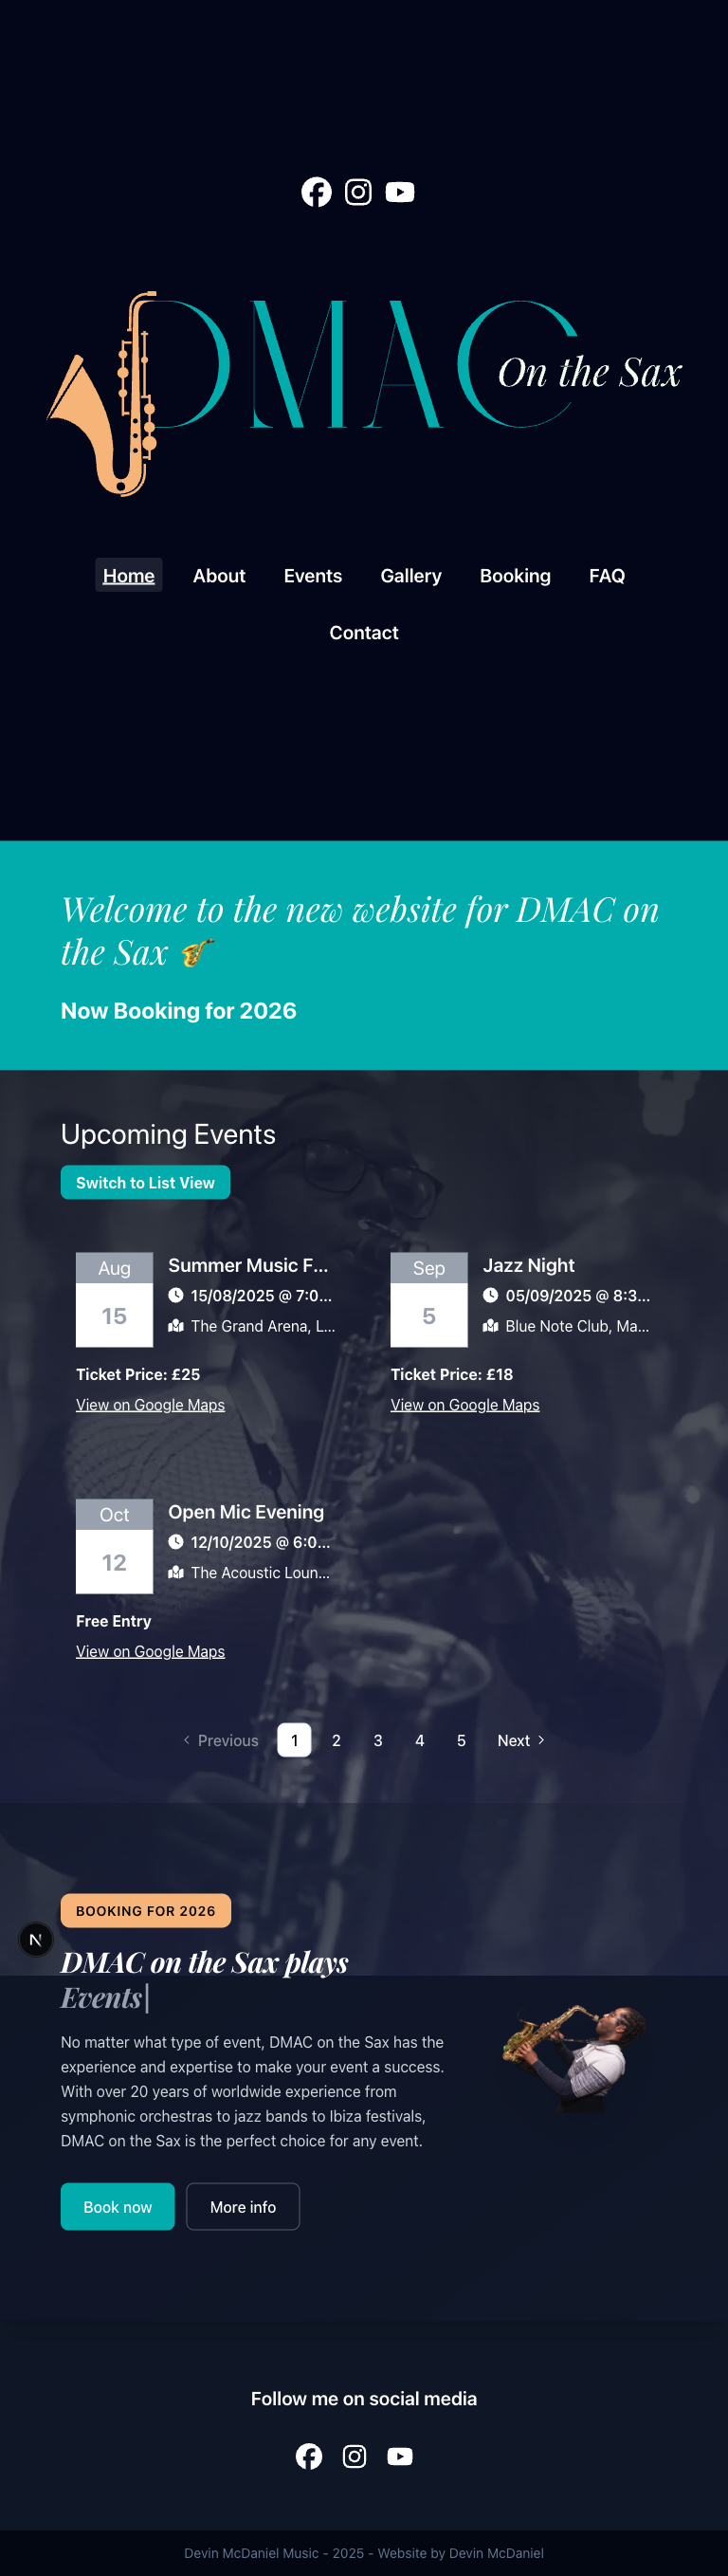 DMAC
On the Sax
Home About Events Gallery Booking FAQ
Contact
Welcome to the new website for DMAC on
the Sax
Now Booking for 2026
Upcoming Events
Switch to List View
Aug
15
Summer Music F...
15/08/2025 @ 7:0...
The Grand Arena, L...
Ticket Price: £25
View on Google Maps
Sep
5
Jazz Night
05/09/2025 @ 8:3...
Blue Note Club, Ma...
Ticket Price: £18
View on Google Maps
Oct
12
Open Mic Evening
12/10/2025 @ 6:0...
The Acoustic Loun...
Free Entry
View on Google Maps
Previous 1 2 3 4 5 Next
BOOKING FOR 2026
N
DMAC on the Sax plays
Events|
No matter what type of event, DMAC on the Sax has the
experience and expertise to make your event a success.
With over 20 years of worldwide experience from
symphonic orchestras to jazz bands to Ibiza festivals,
DMAC on the Sax is the perfect choice for any event.
Book now More info
Follow me on social media
Devin McDaniel Music - 2025 - Website by Devin McDaniel